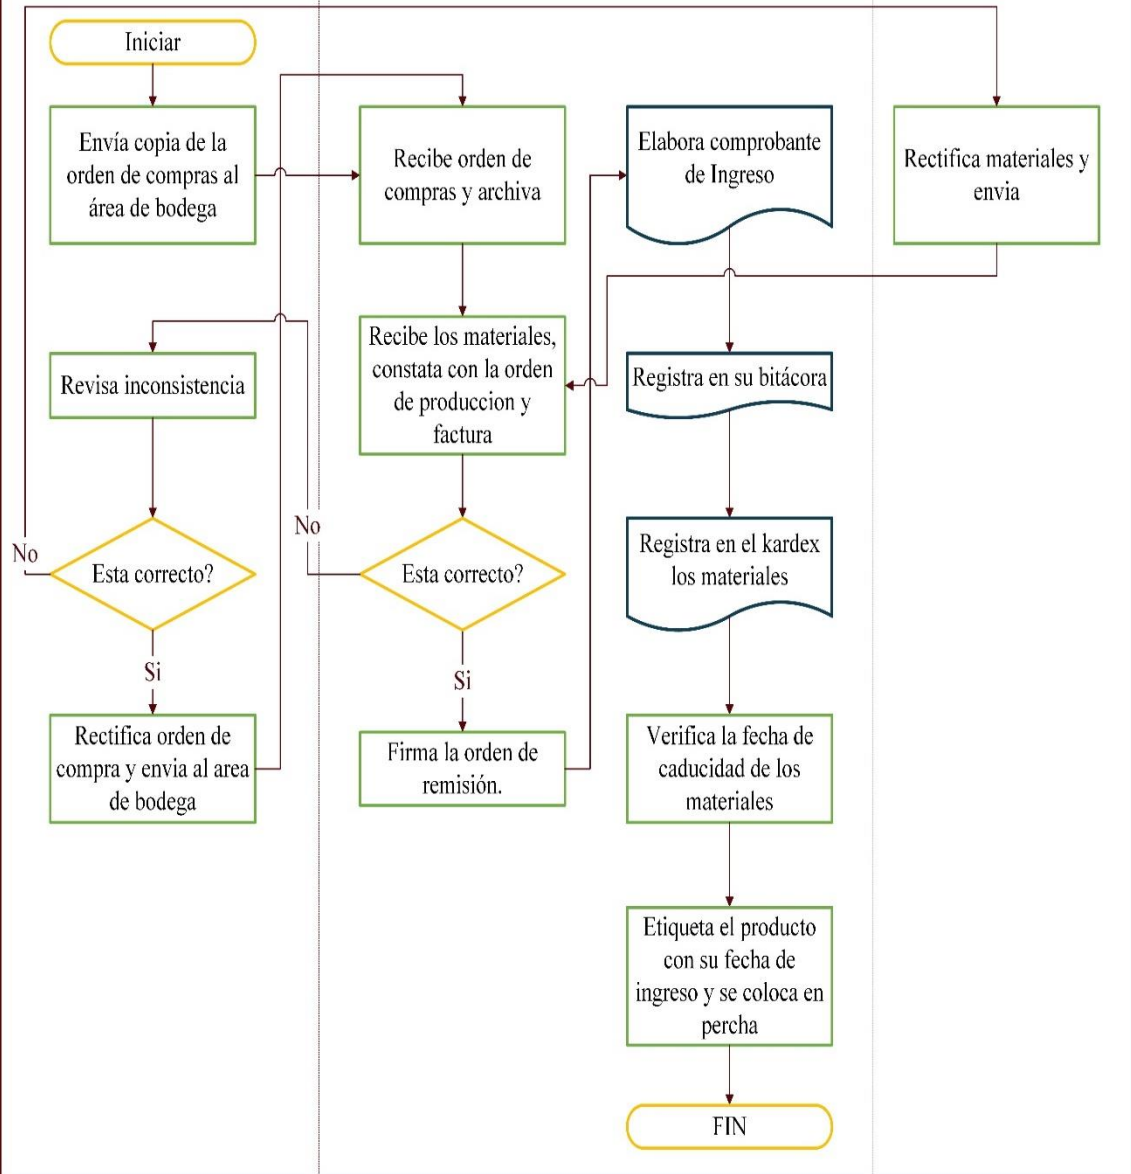 Iniciar
Envía copia de la
orden de compras al
área de bodega
Revisa inconsistencia
No
Esta correcto?
Si
Rectifica orden de
compra y envia al area
de bodega
Recibe orden de
compras y archiva
Recibe los materiales,
constata con la orden
de produccion y
factura
No
Esta correcto?
Si
Firma la orden de
remisión.
Elabora comprobante
de Ingreso
Registra en su bitácora
Registra en el kardex
los materiales
Verifica la fecha de
caducidad de los
materiales
Etiqueta el producto
con su fecha de
ingreso y se coloca en
percha
FIN
Rectifica materiales y
envia